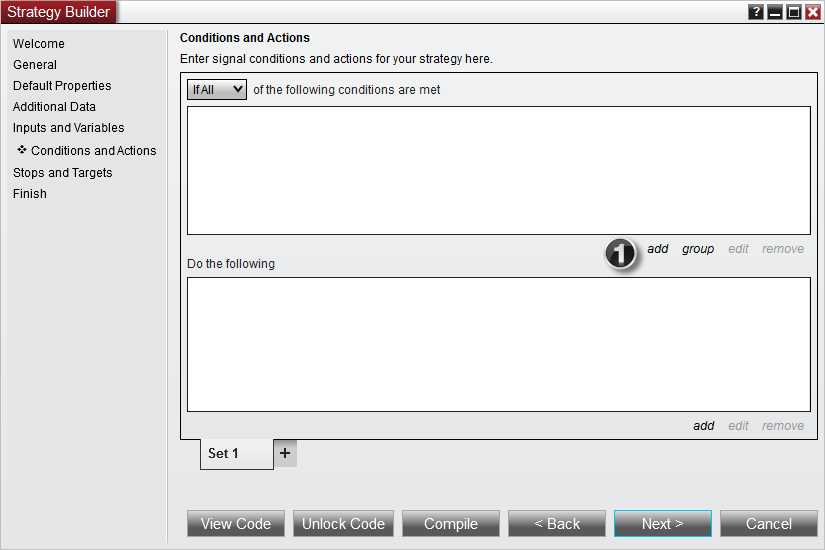 Strategy Builder
?
Welcome
General
Default Properties
Additional Data
Inputs and Variables
Conditions and Actions
Stops and Targets
Finish
Conditions and Actions
Enter signal conditions and actions for your strategy here.
If All of the following conditions are met
1 add group edit remove
Do the following
add edit remove
Set 1 +
View Code Unlock Code Compile < Back Next > Cancel